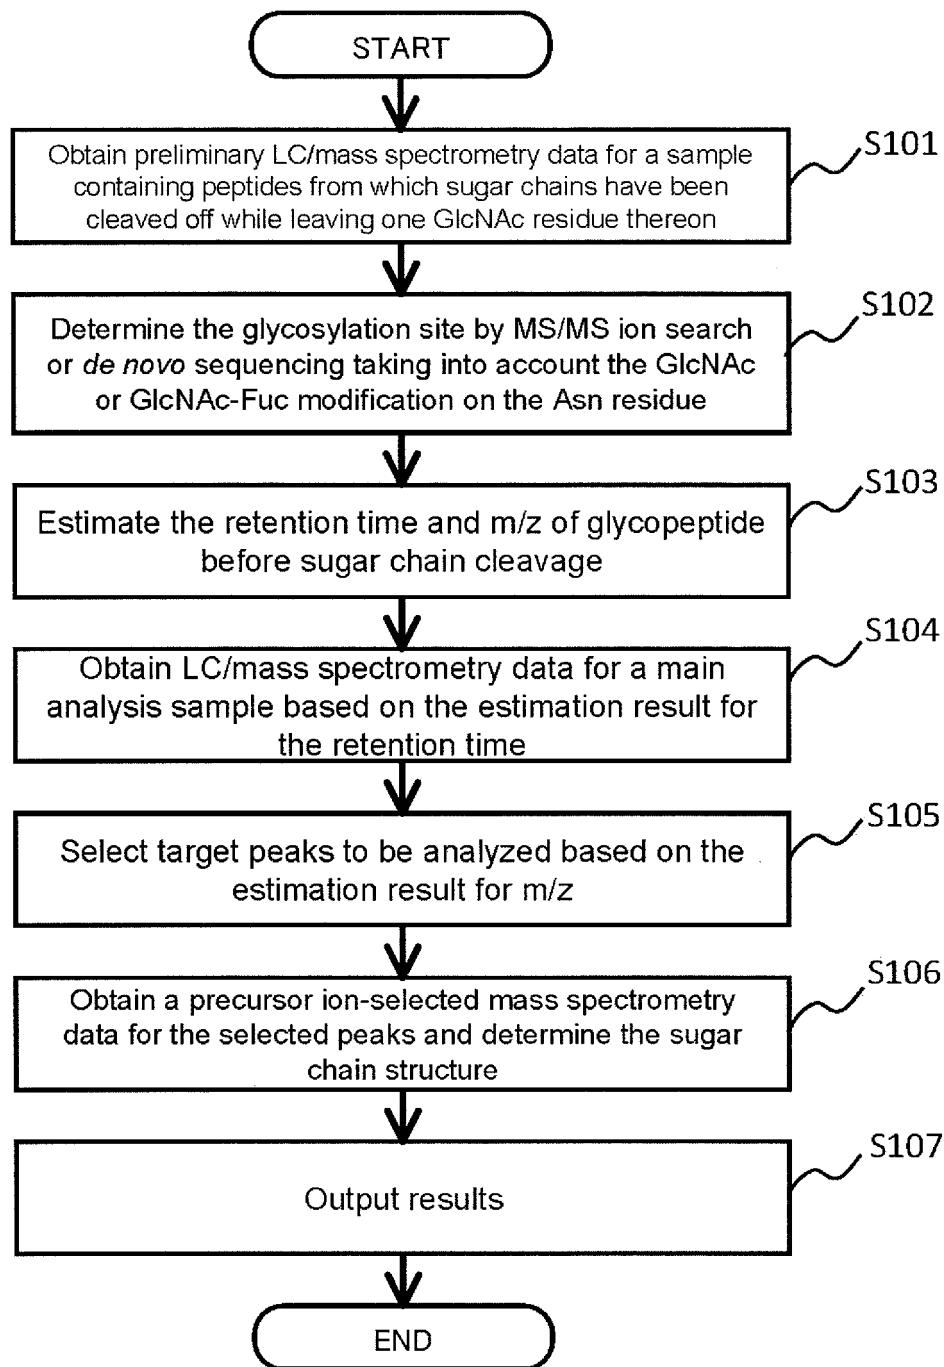 START
Obtain preliminary LC/mass spectrometry data for a sample
containing peptides from which sugar chains have been
cleaved off while leaving one GlcNAc residue thereon
S101
Determine the glycosylation site by MS/MS ion search
or de novo sequencing taking into account the GlcNAc
or GlcNAc-Fuc modification on the Asn residue
S102
Estimate the retention time and m/z of glycopeptide
before sugar chain cleavage
S103
Obtain LC/mass spectrometry data for a main
analysis sample based on the estimation result for
the retention time
S104
Select target peaks to be analyzed based on the
estimation result for m/z
S105
Obtain a precursor ion-selected mass spectrometry
data for the selected peaks and determine the sugar
chain structure
S106
Output results
S107
END